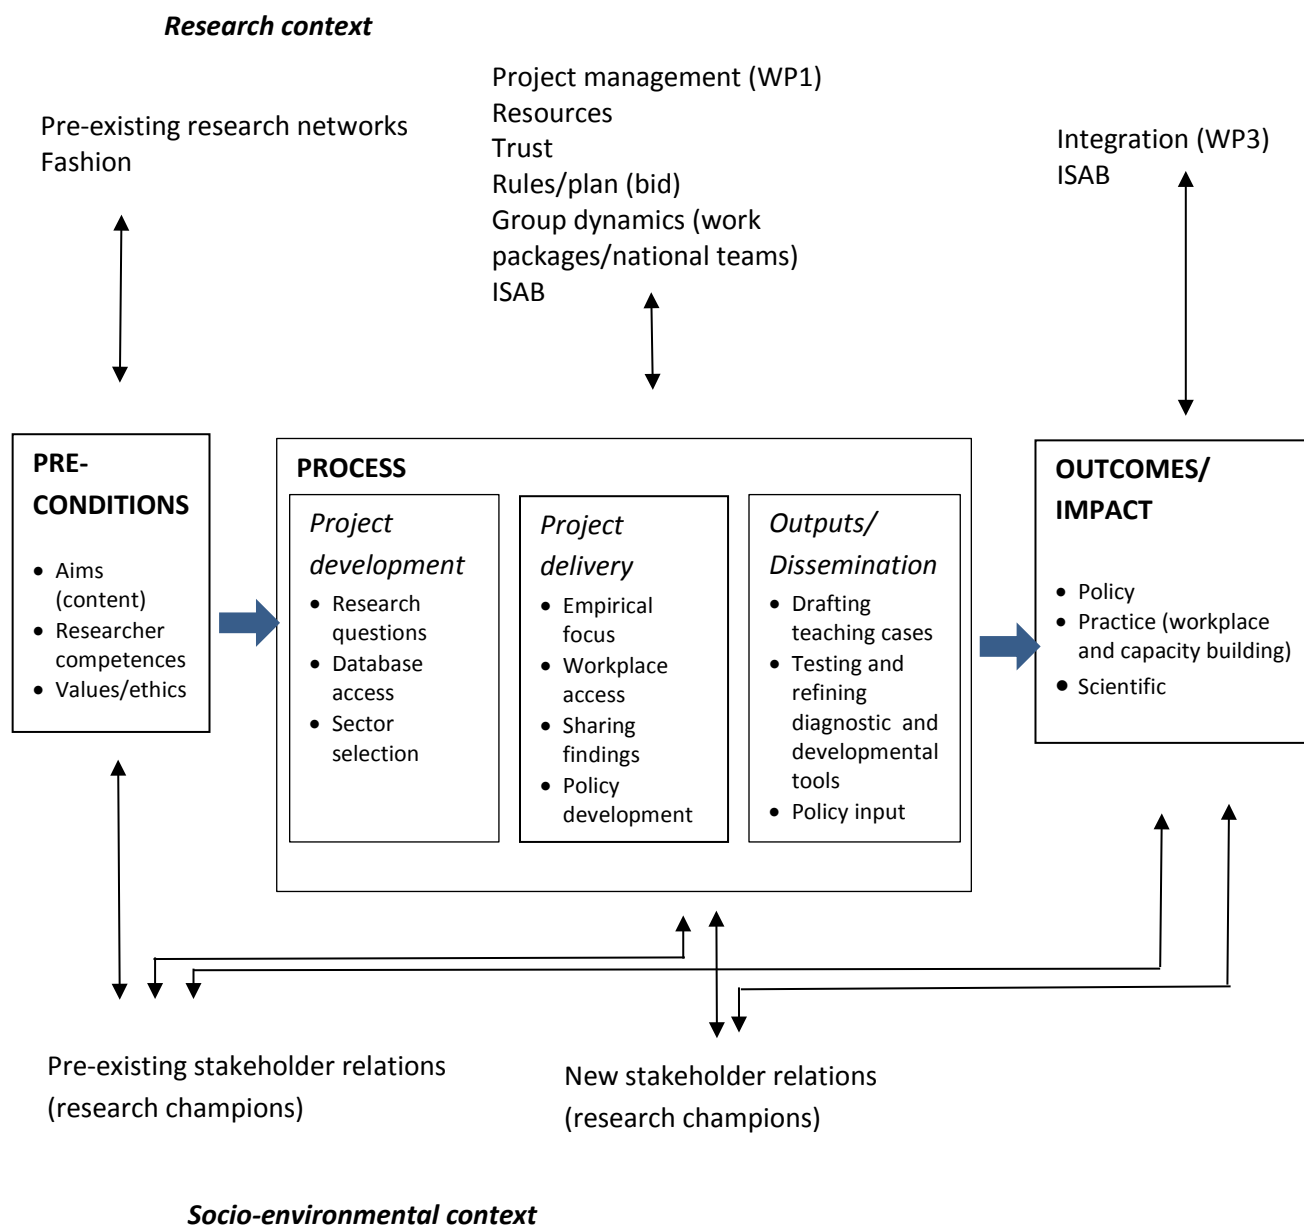 Research context
Pre-existing research networks
Fashion
Project management (WP1)
Resources
Trust
Rules/plan (bid)
Group dynamics (work
packages/national teams)
ISAB
Integration (WP3)
ISAB
PRE-
CONDITIONS
• Aims
(content)
• Researcher
competences
• Values/ethics
PROCESS
Project
development
• Research
questions
• Database
access
• Sector
selection
Project
delivery
• Empirical
focus
• Workplace
access
• Sharing
findings
• Policy
development
Outputs/
Dissemination
• Drafting
teaching cases
• Testing and
refining
diagnostic and
developmental
tools
• Policy input
OUTCOMES/
IMPACT
• Policy
• Practice (workplace
and capacity building)
• Scientific
Pre-existing stakeholder relations
(research champions)
New stakeholder relations
(research champions)
Socio-environmental context